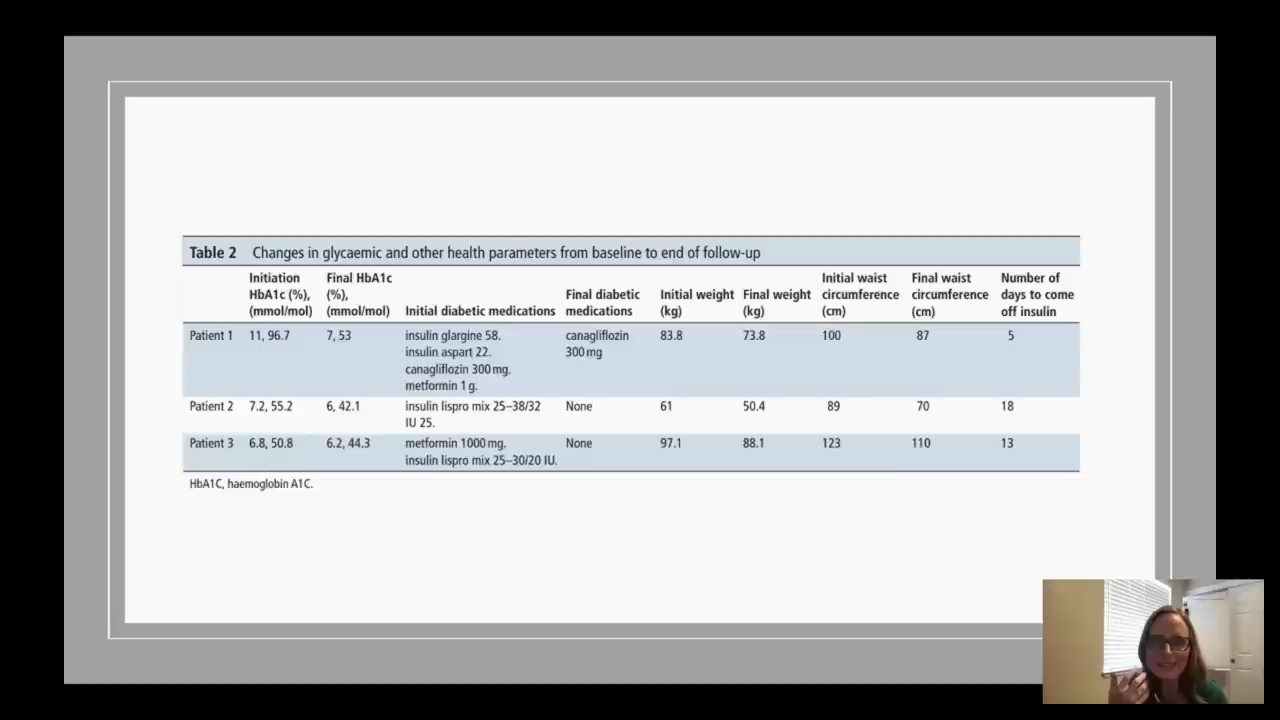 Table 2 Changes in glycaemic and other health parameters from baseline to end of follow-up
Initiation HbA1c (%), (mmol/mol) Final HbA1c (%), (mmol/mol) Initial diabetic medications Final diabetic medications Initial weight (kg) Final weight (kg) Initial waist circumference (cm) Final waist circumference (cm) Number of days to come off insulin
Patient 1 11, 96.7 7, 53 insulin glargine 58. canagliflozin 83.8 73.8 100 87 5
insulin aspart 22. 300 mg
canagliflozin 300 mg.
metformin 1 g.
Patient 2 7.2, 55.2 6, 42.1 insulin lispro mix 25–38/32 None 61 50.4 89 70 18
IU 25.
Patient 3 6.8, 50.8 6.2, 44.3 metformin 1000 mg. None 97.1 88.1 123 110 13
insulin lispro mix 25–30/20 IU.
HbA1C, haemoglobin A1C.